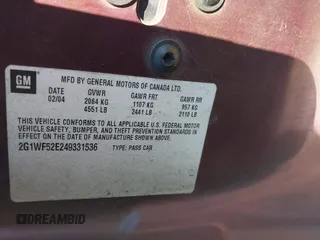 GM
MFD BY GENERAL MOTORS OF CANADA LTD.
DATE GVWR GAWR FRT GAWR RR
02/04 2064 KG 1107 KG 957 KG
4551 LB 2441 LB 2110 LB
THIS VEHICLE CONFORMS TO ALL APPLICABLE U.S. FEDERAL MOTOR VEHICLE
SAFETY, BUMPER, AND THEFT PREVENTION STANDARDS IN
EFFECT ON THE DATE OF MANUFACTURE SHOWN ABOVE.
2G1WF52E249331536 TYPE: PASS CAR
DREAMBID